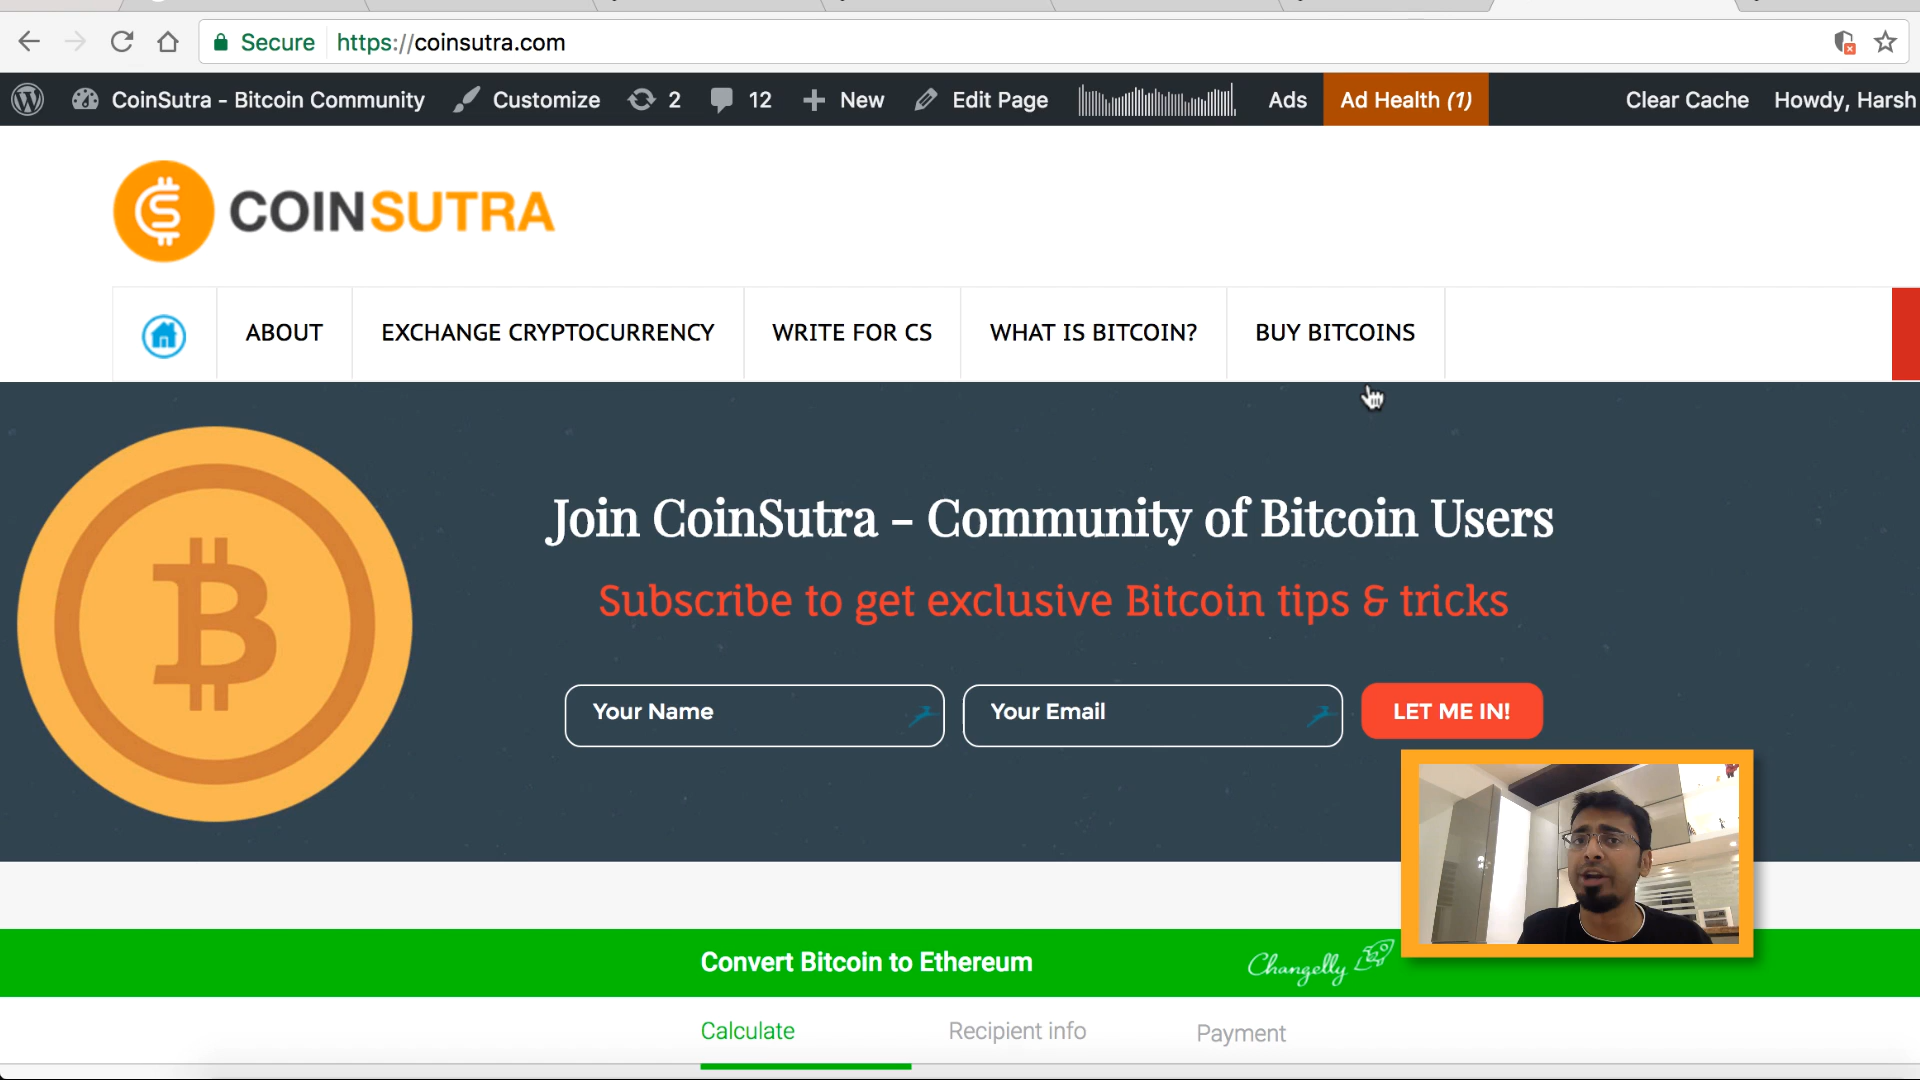 Secure https://coinsutra.com
CoinSutra - Bitcoin Community Customize 2 12 New Edit Page Ads Ad Health (1) Clear Cache Howdy, Harsh
COINSUTRA
ABOUT EXCHANGE CRYPTOCURRENCY WRITE FOR CS WHAT IS BITCOIN? BUY BITCOINS
Join CoinSutra – Community of Bitcoin Users
Subscribe to get exclusive Bitcoin tips & tricks
Your Name Your Email LET ME IN!
Convert Bitcoin to Ethereum Changelly
Calculate Recipient info Payment